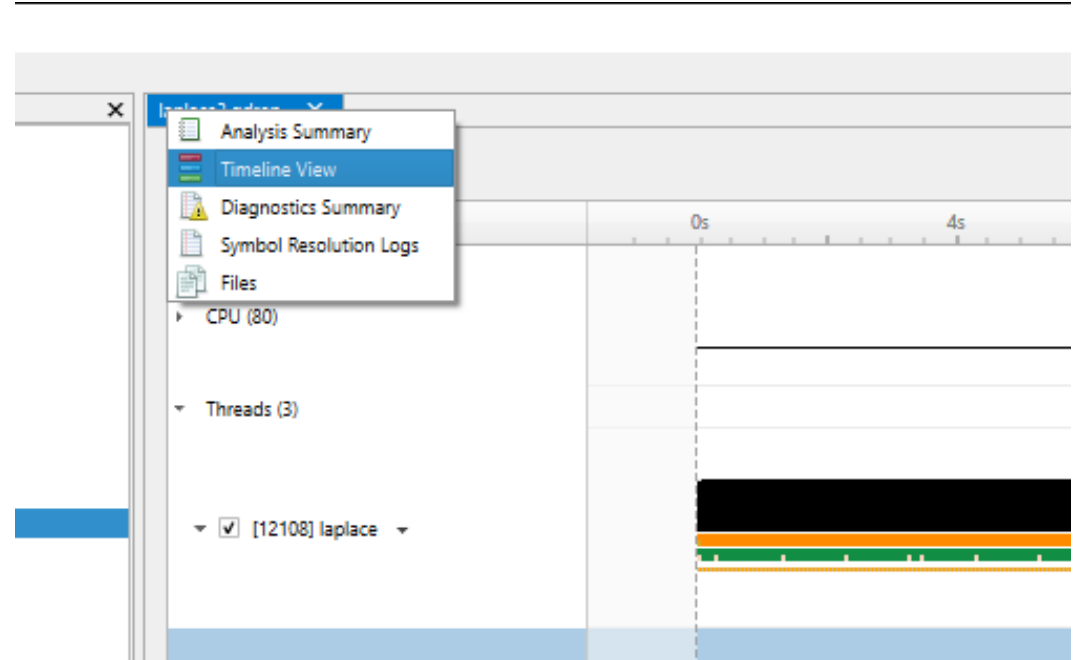 Analysis Summary
Timeline View
Diagnostics Summary
Symbol Resolution Logs
Files
0s 4s
CPU (80)
Threads (3)
[12108] laplace